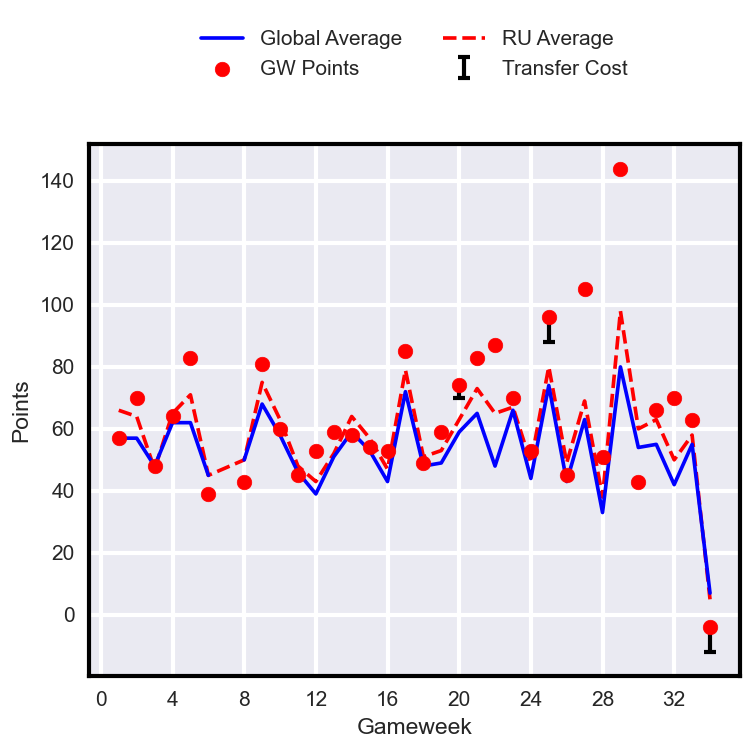 Global Average
RU Average
GW Points
Transfer Cost
140
120
100
80
60
40
20
0
Points
0 4 8 12 16 20 24 28 32
Gameweek